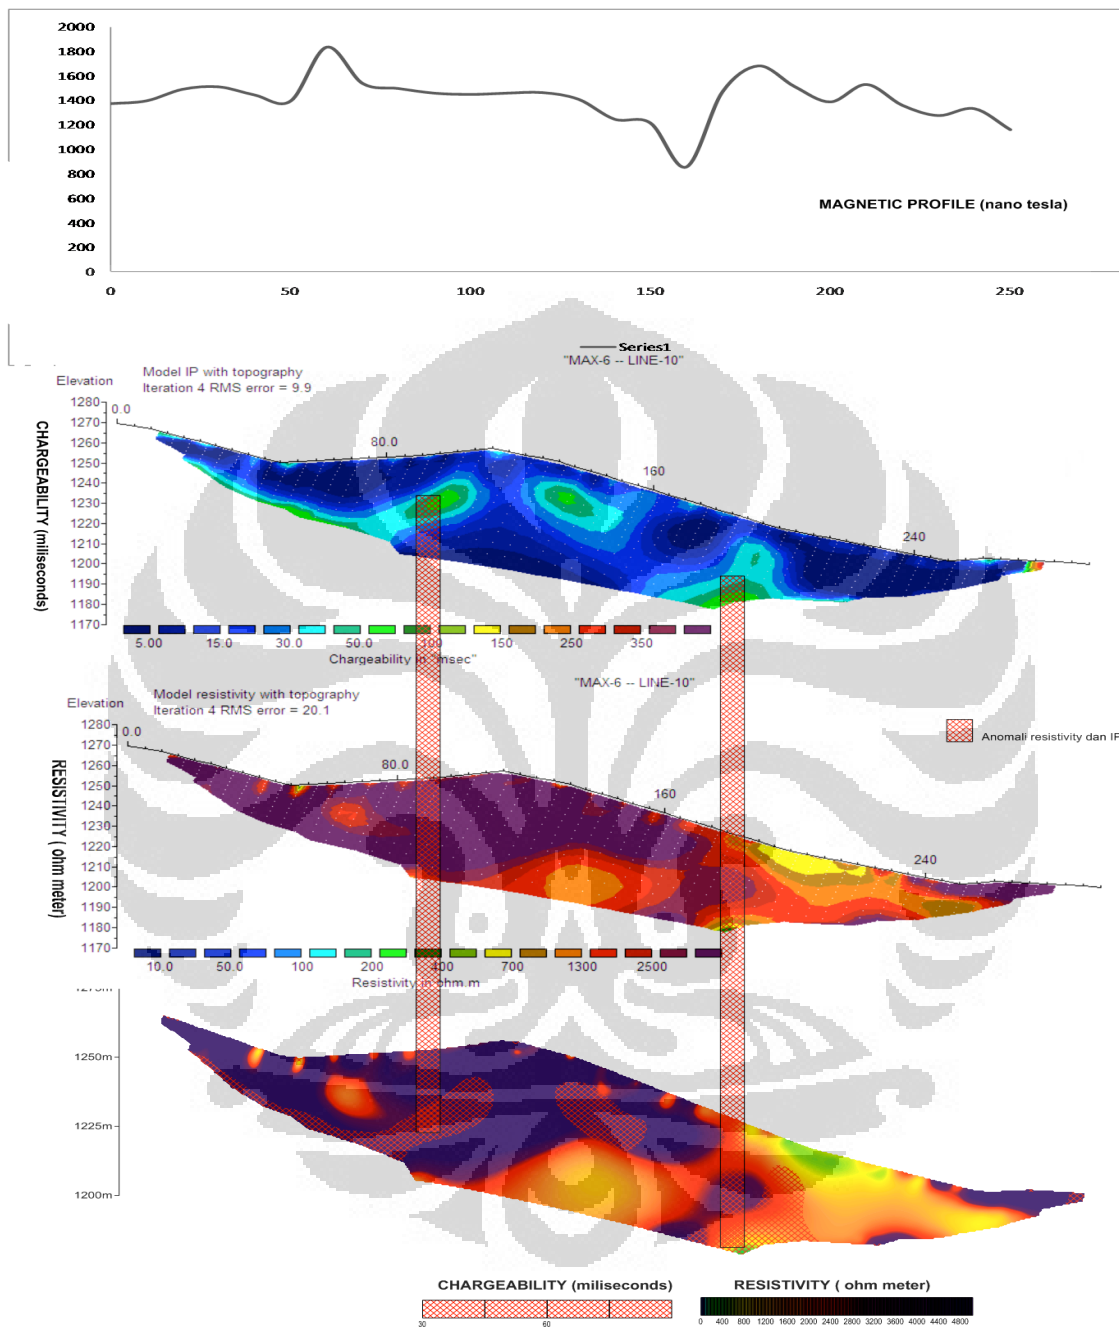 2000
1800
1600
1400
1200
1000
800
600
400
200
0
MAGNETIC PROFILE (nano tesla)
0 50 100 150 200 250
Series1
"MAX-6 -- LINE-10"
Model IP with topography
Iteration 4 RMS error = 9.9
Elevation
CHARGEABILITY (miliseconds)
1280
1270
1260
1250
1240
1230
1220
1210
1200
1190
1180
1170
0.0
80.0
160
240
5.00 15.0 30.0 50.0 100 150 250 350
Chargeability in "msec"
"MAX-6 -- LINE-10"
Model resistivity with topography
Iteration 4 RMS error = 20.1
Elevation
RESISTIVITY ( ohm meter)
1280
1270
1260
1250
1240
1230
1220
1210
1200
1190
1180
1170
0.0
80.0
160
240
Anomali resistivity dan IP
10.0 50.0 100 200 400 700 1300 2500
Resistivity in ohm.m
1275m
1250m
1225m
1200m
CHARGEABILITY (miliseconds)
30 60
RESISTIVITY ( ohm meter)
0 400 800 1200 1600 2000 2400 2800 3200 3600 4000 4400 4800